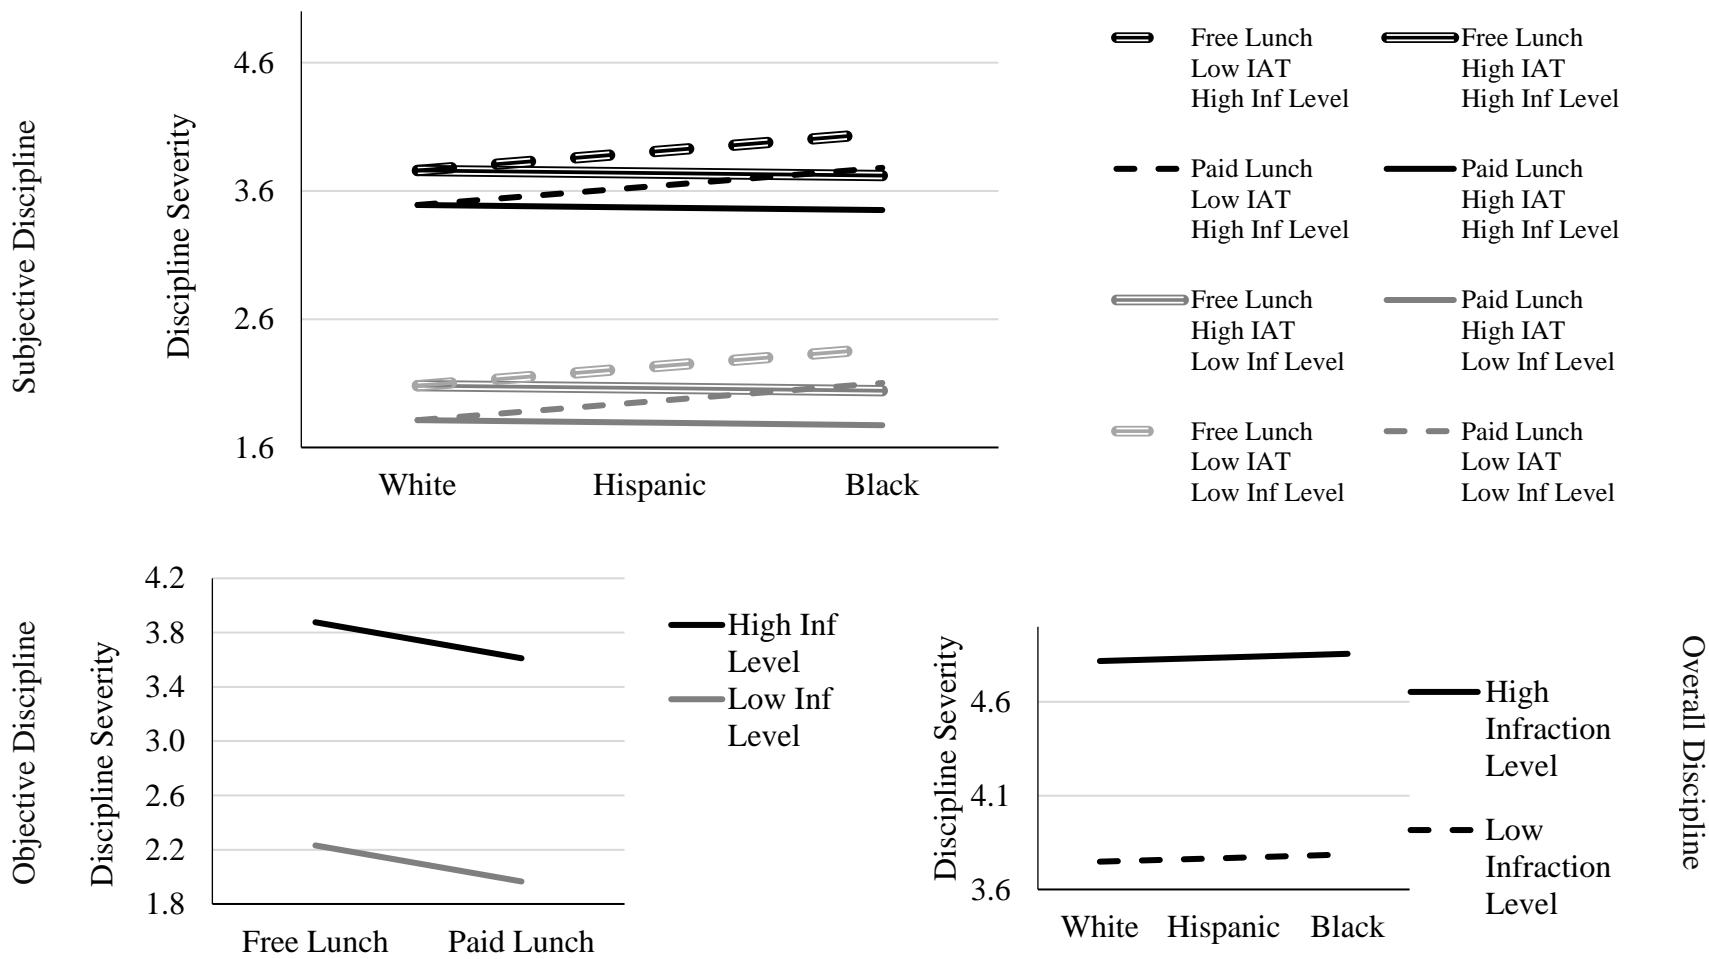 Subjective Discipline
Discipline Severity
4.6
3.6
2.6
1.6
White Hispanic Black
Free Lunch
Low IAT
High Inf Level
Free Lunch
High IAT
High Inf Level
Paid Lunch
Low IAT
High Inf Level
Paid Lunch
High IAT
High Inf Level
Free Lunch
High IAT
Low Inf Level
Paid Lunch
High IAT
Low Inf Level
Free Lunch
Low IAT
Low Inf Level
Paid Lunch
Low IAT
Low Inf Level
Objective Discipline
Discipline Severity
4.2
3.8
3.4
3.0
2.6
2.2
1.8
Free Lunch Paid Lunch
High Inf
Level
Low Inf
Level
Discipline Severity
4.6
4.1
3.6
White Hispanic Black
High
Infraction
Level
Low
Infraction
Level
Overall Discipline